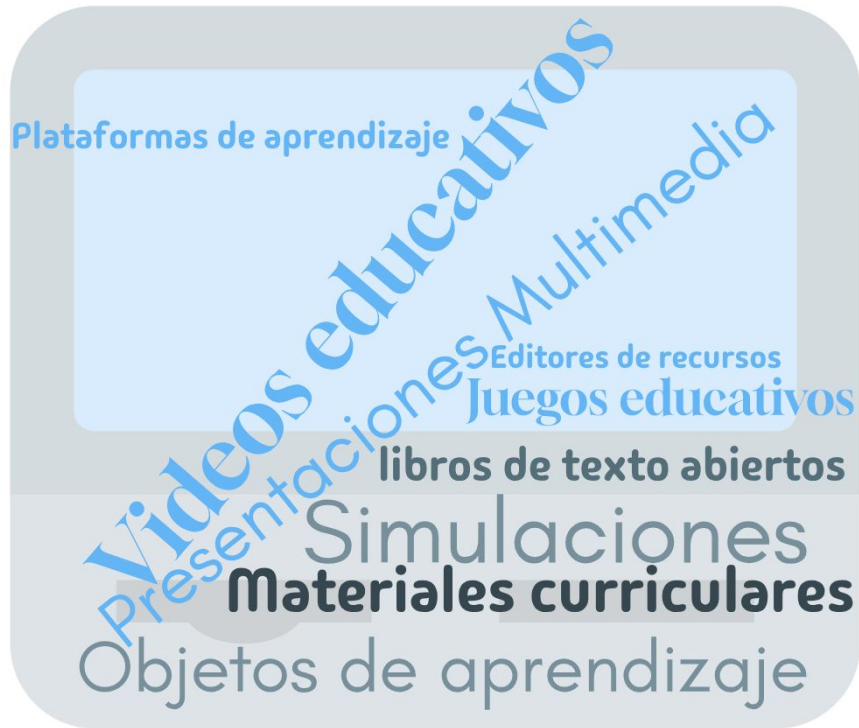 Plataformas de aprendizaje
Videos educativos
Presentaciones Multimedia
Editores de recursos
Juegos educativos
libros de texto abiertos
Simulaciones
Materiales curriculares
Objetos de aprendizaje